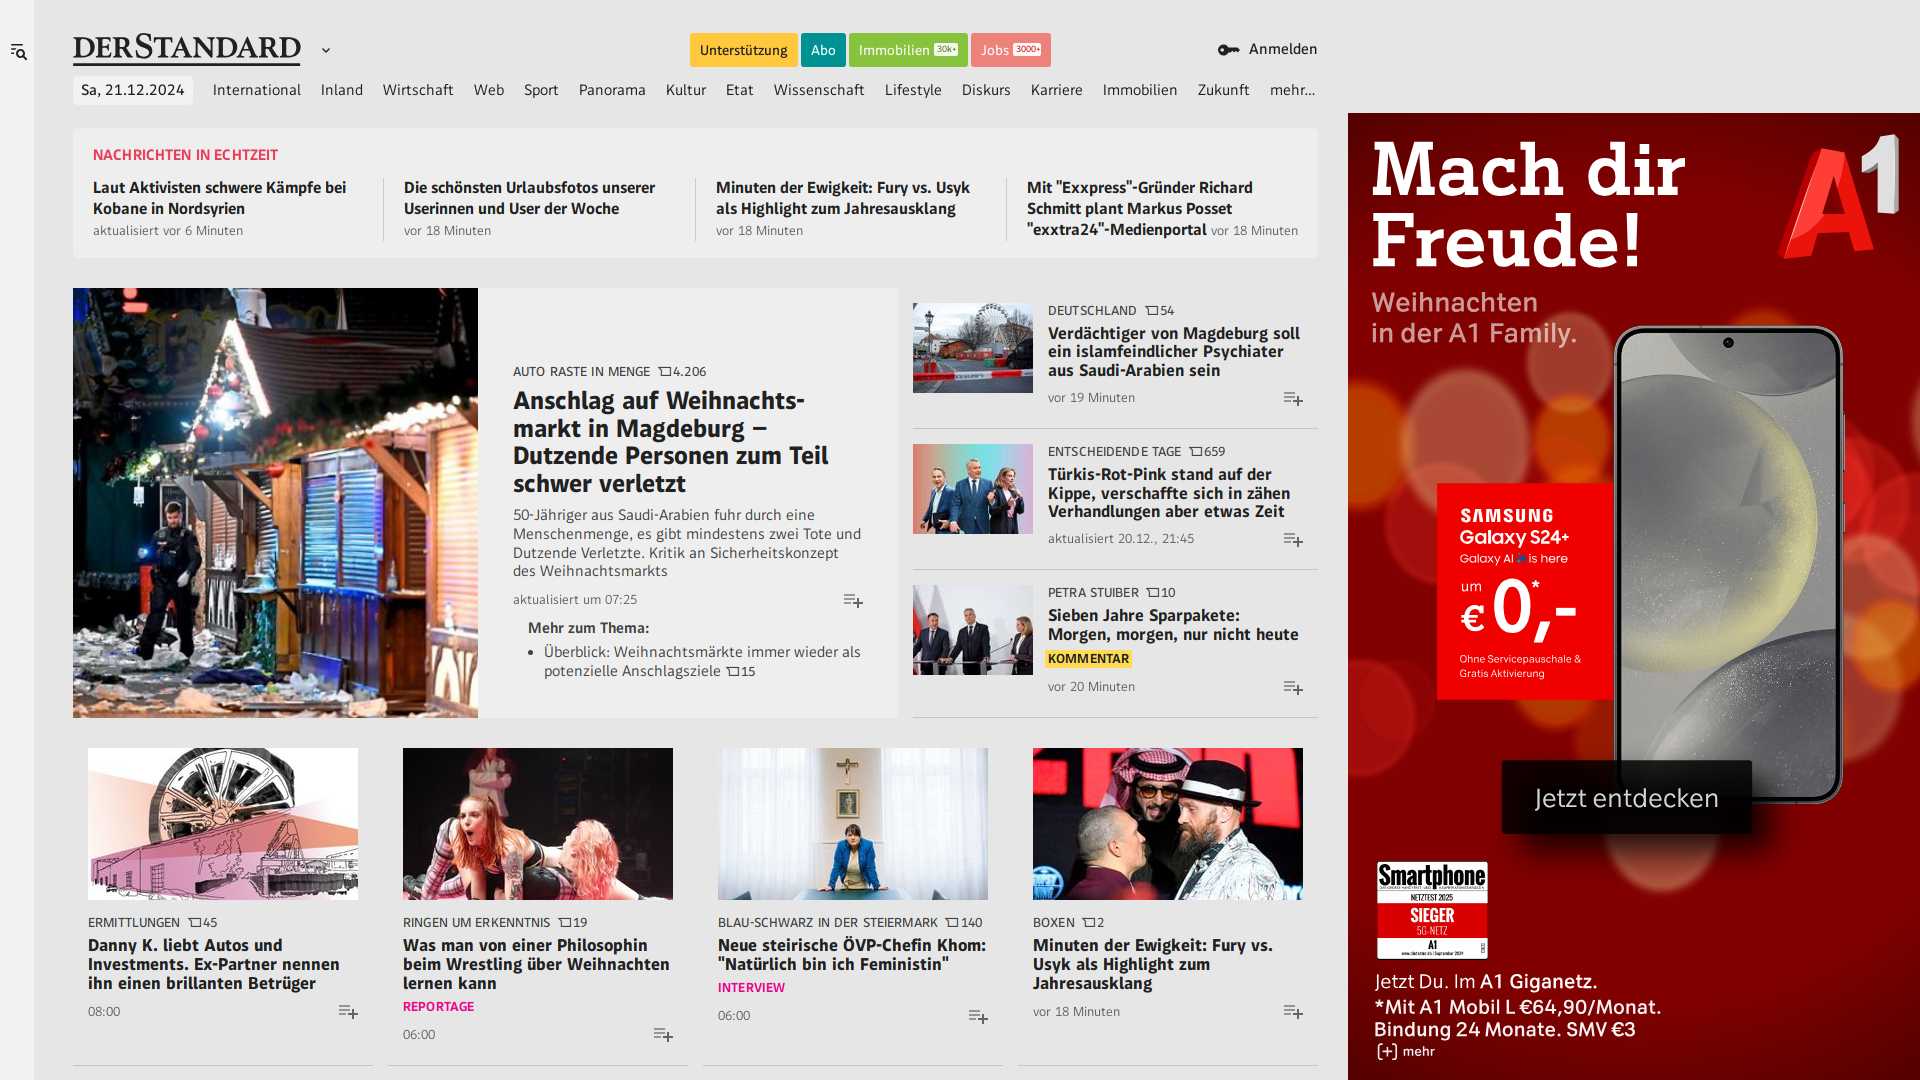 DERSTANDARD
Unterstützung
Abo
Immobilien 30k+
Jobs 3000+
Anmelden
Sa, 21.12.2024
International
Inland
Wirtschaft
Web
Sport
Panorama
Kultur
Etat
Wissenschaft
Lifestyle
Diskurs
Karriere
Immobilien
Zukunft
mehr...
NACHRICHTEN IN ECHTZEIT
Laut Aktivisten schwere Kämpfe bei
Kobane in Nordsyrien
aktualisiert vor 6 Minuten
Die schönsten Urlaubsfotos unserer
Userinnen und User der Woche
vor 18 Minuten
Minuten der Ewigkeit: Fury vs. Usyk
als Highlight zum Jahresausklang
vor 18 Minuten
Mit "Exxpress"-Gründer Richard
Schmitt plant Markus Posset
"exxtra24"-Medienportal vor 18 Minuten
AUTO RASTE IN MENGE 4.206
Anschlag auf Weihnachts-
markt in Magdeburg –
Dutzende Personen zum Teil
schwer verletzt
50-Jähriger aus Saudi-Arabien fuhr durch eine
Menschenmenge, es gibt mindestens zwei Tote und
Dutzende Verletzte. Kritik an Sicherheitskonzept
des Weihnachtsmarkts
aktualisiert um 07:25
Mehr zum Thema:
• Überblick: Weihnachtsmärkte immer wieder als
potenzielle Anschlagsziele 15
DEUTSCHLAND 54
Verdächtiger von Magdeburg soll
ein islamfeindlicher Psychiater
aus Saudi-Arabien sein
vor 19 Minuten
ENTSCHEIDENDE TAGE 659
Türkis-Rot-Pink stand auf der
Kippe, verschaffte sich in zähen
Verhandlungen aber etwas Zeit
aktualisiert 20.12., 21:45
PETRA STUIBER 10
Sieben Jahre Sparpakete:
Morgen, morgen, nur nicht heute
KOMMENTAR
vor 20 Minuten
ERMITTLUNGEN 45
Danny K. liebt Autos und
Investments. Ex-Partner nennen
ihn einen brillanten Betrüger
08:00
RINGEN UM ERKENNTNIS 19
Was man von einer Philosophin
beim Wrestling über Weihnachten
lernen kann
REPORTAGE
06:00
BLAU-SCHWARZ IN DER STEIERMARK 140
Neue steirische ÖVP-Chefin Khom:
"Natürlich bin ich Feministin"
INTERVIEW
06:00
BOXEN 2
Minuten der Ewigkeit: Fury vs.
Usyk als Highlight zum
Jahresausklang
vor 18 Minuten
Mach dir
Freude!
A1
Weihnachten
in der A1 Family.
SAMSUNG
Galaxy S24+
Galaxy AI is here
um
€ 0,-*
Ohne Servicepauschale &
Gratis Aktivierung
Jetzt entdecken
Smartphone
NETZTEST 2025
SIEGER
5G-NETZ
A1
Jetzt Du. Im A1 Giganetz.
*Mit A1 Mobil L €64,90/Monat.
Bindung 24 Monate. SMV €3
[+] mehr